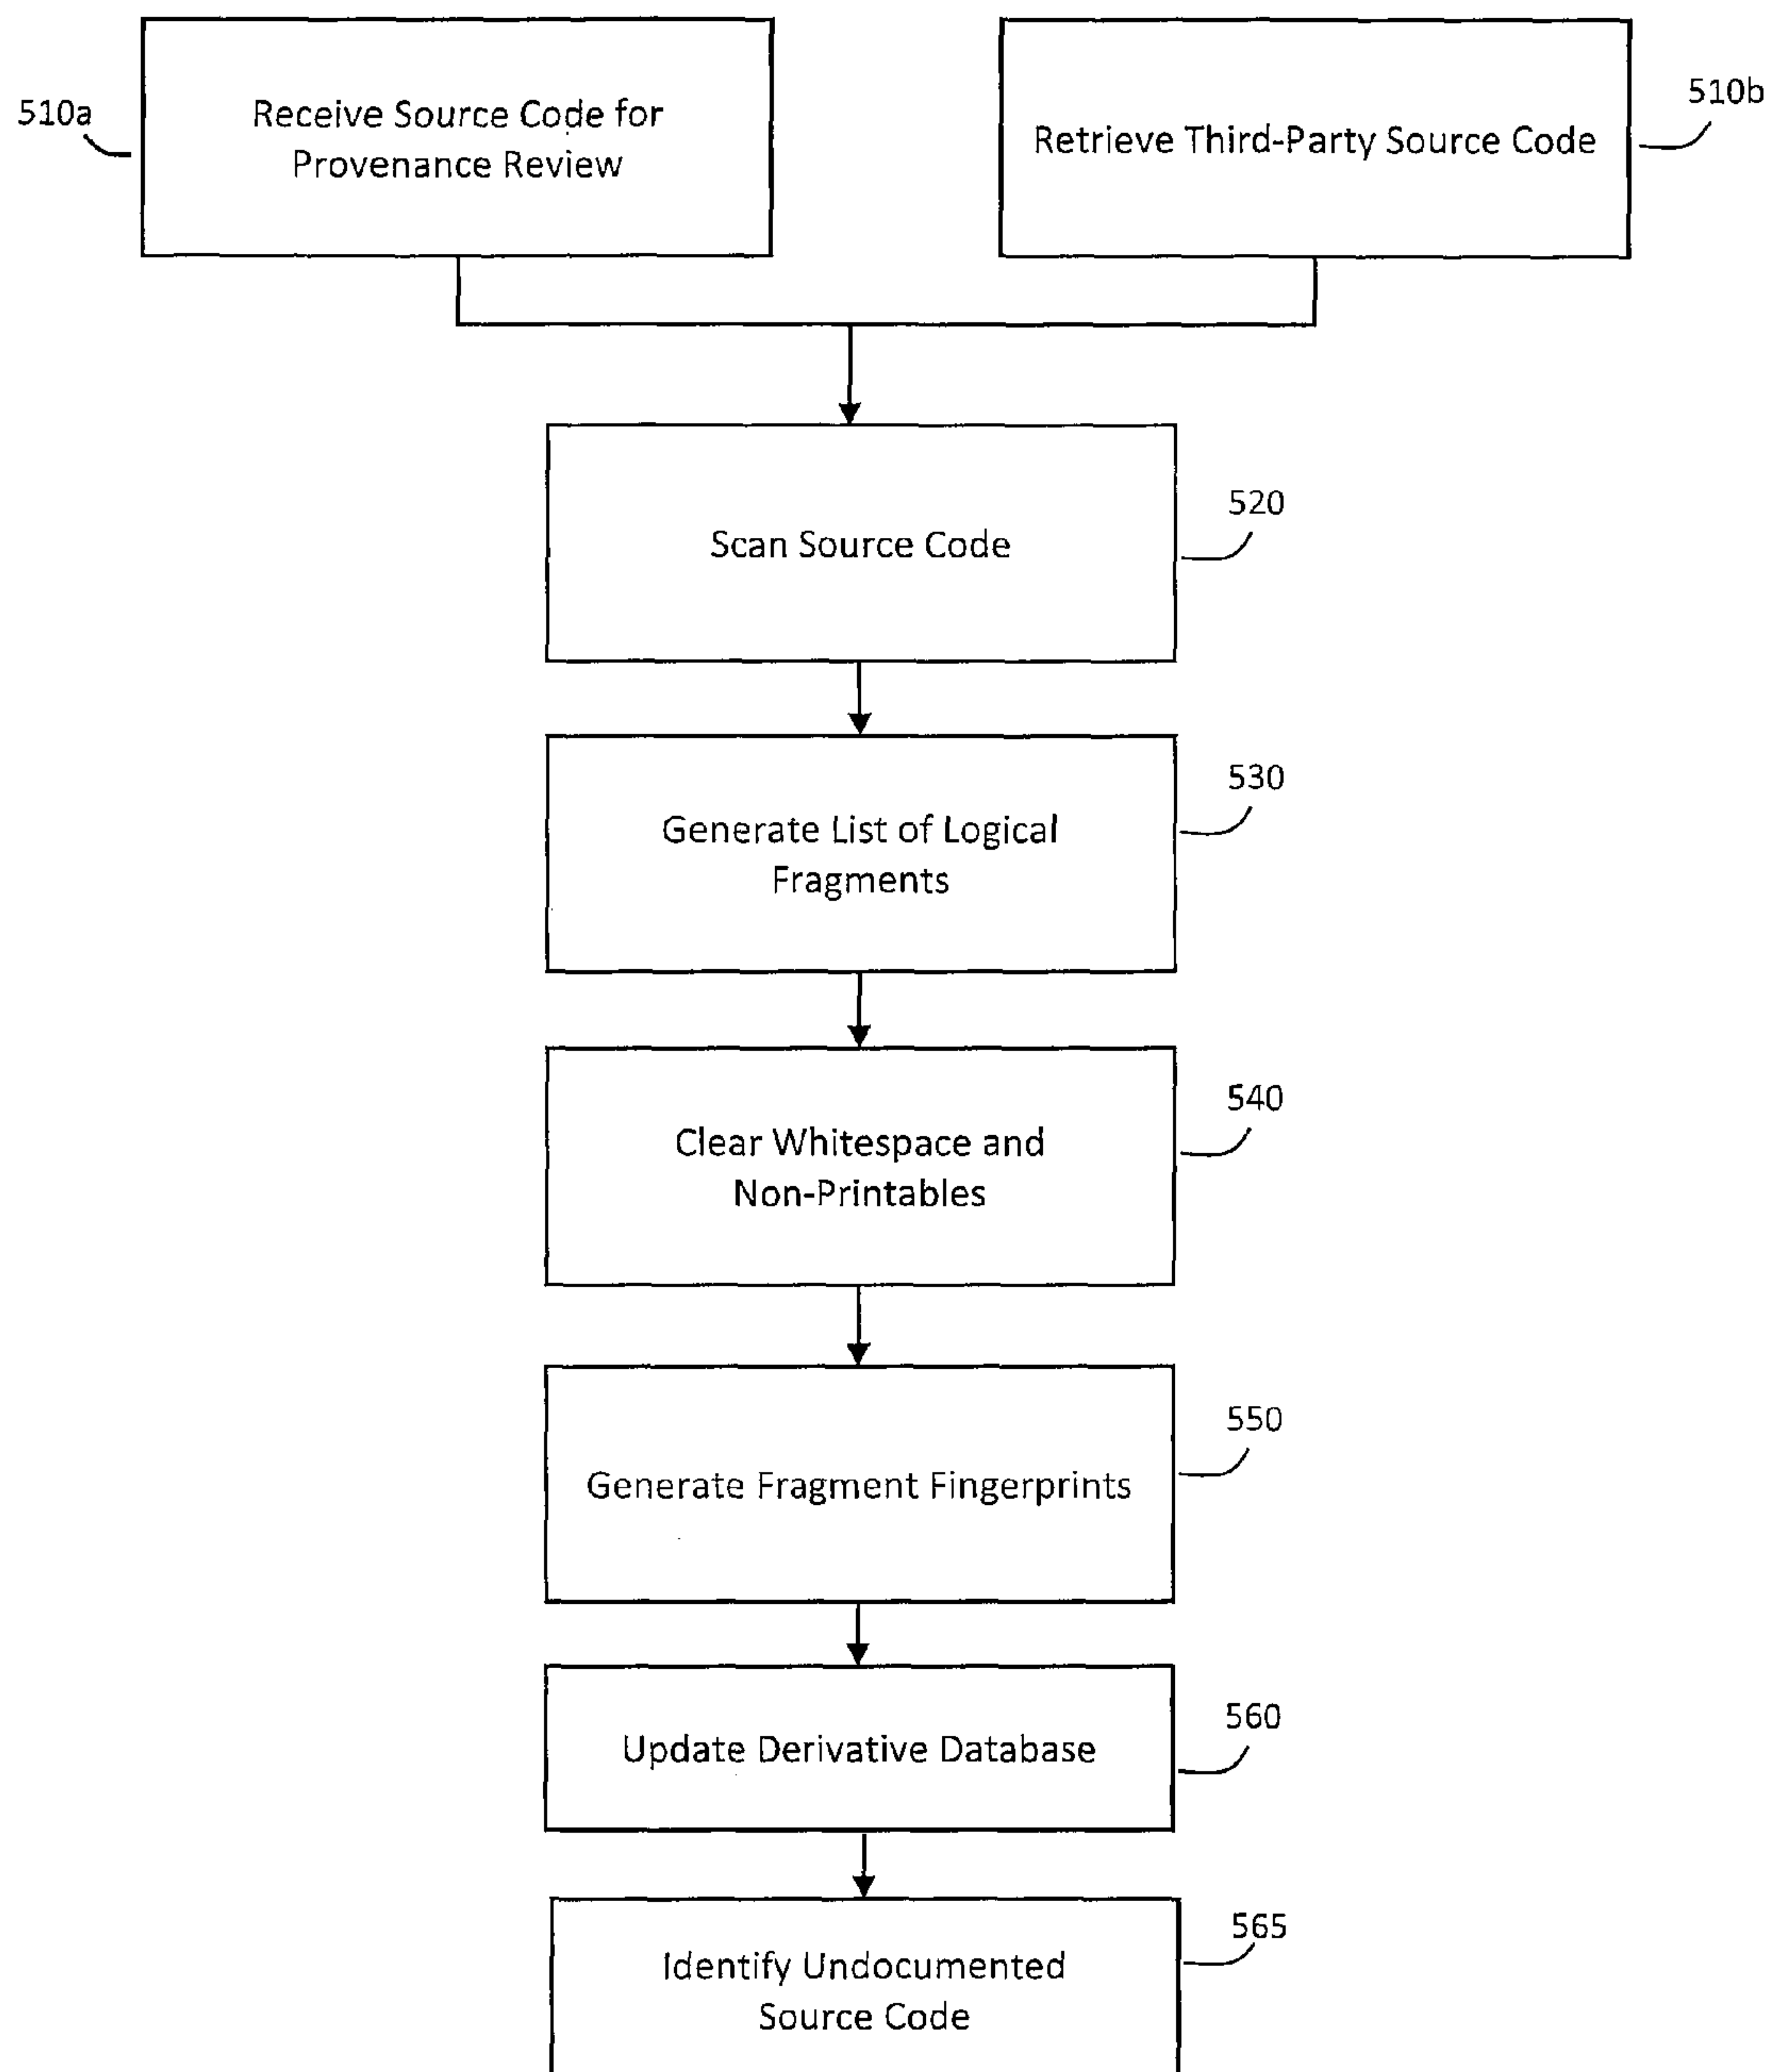 510a
Receive Source Code for
Provenance Review
Retrieve Third-Party Source Code
510b
Scan Source Code
520
Generate List of Logical
Fragments
530
Clear Whitespace and
Non-Printables
540
Generate Fragment Fingerprints
550
Update Derivative Database
560
Identify Undocumented
Source Code
565